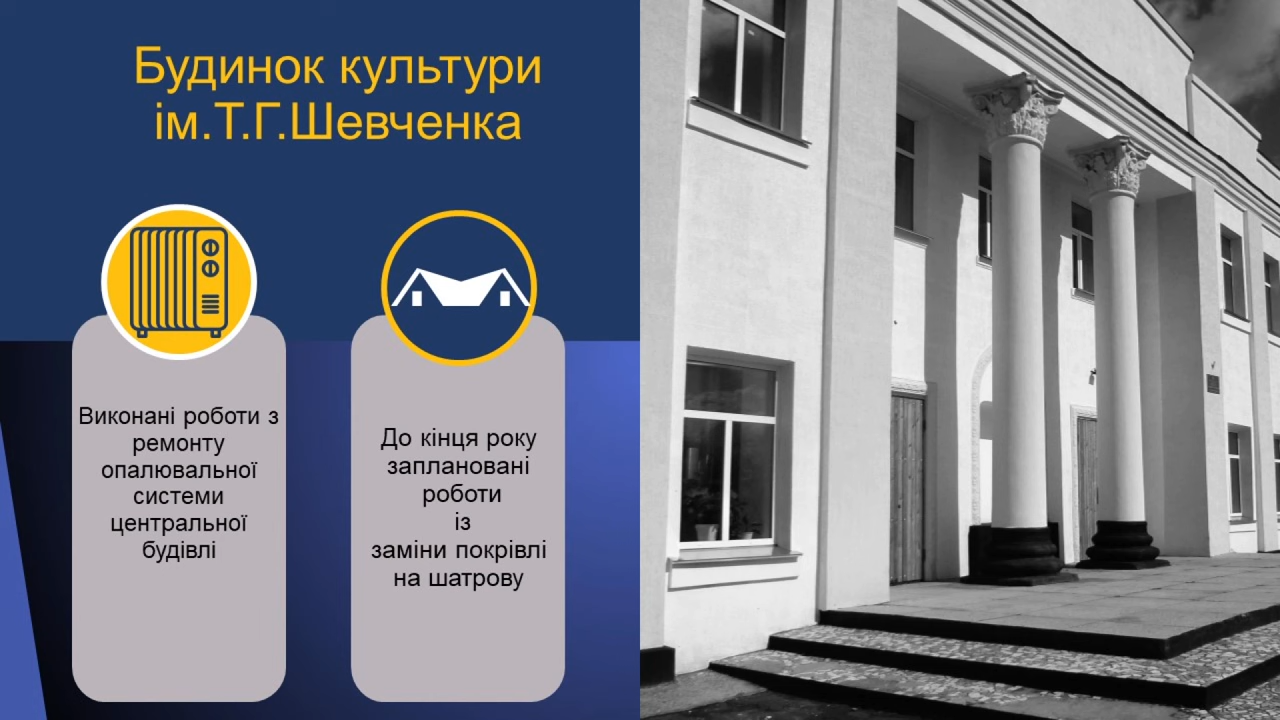 Будинок культури
ім.Т.Г.Шевченка
Виконані роботи з
ремонту
опалювальної
системи
центральної
будівлі
До кінця року
заплановані
роботи
із
заміни покрівлі
на шатрову